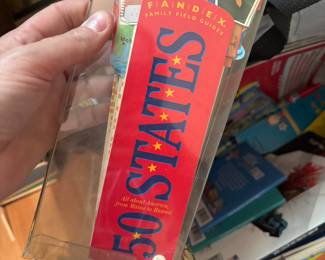 FANDEX
FAMILY FIELD GUIDES
50 STATES
All about America,
from Maine to Hawaii